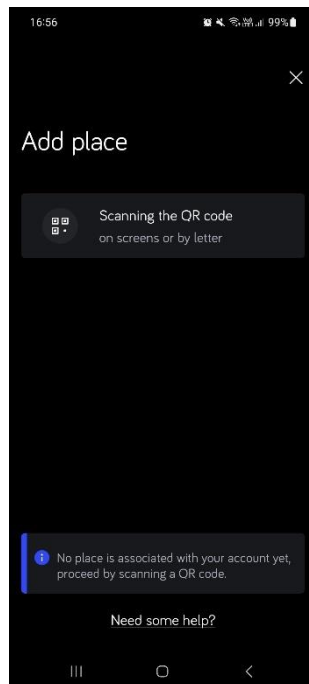 16:56
99%
Add place
Scanning the QR code
on screens or by letter
No place is associated with your account yet,
proceed by scanning a QR code.
Need some help?